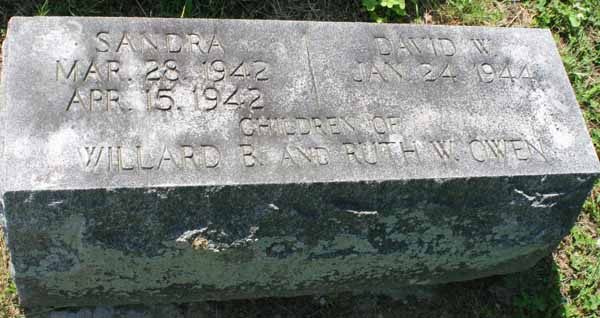 SANDRA
MAR. 28. 1942
APR. 15. 1942
DAVID W.
JAN. 24. 1944
CHILDREN OF
WILLARD B. AND RUTH W. OWEN